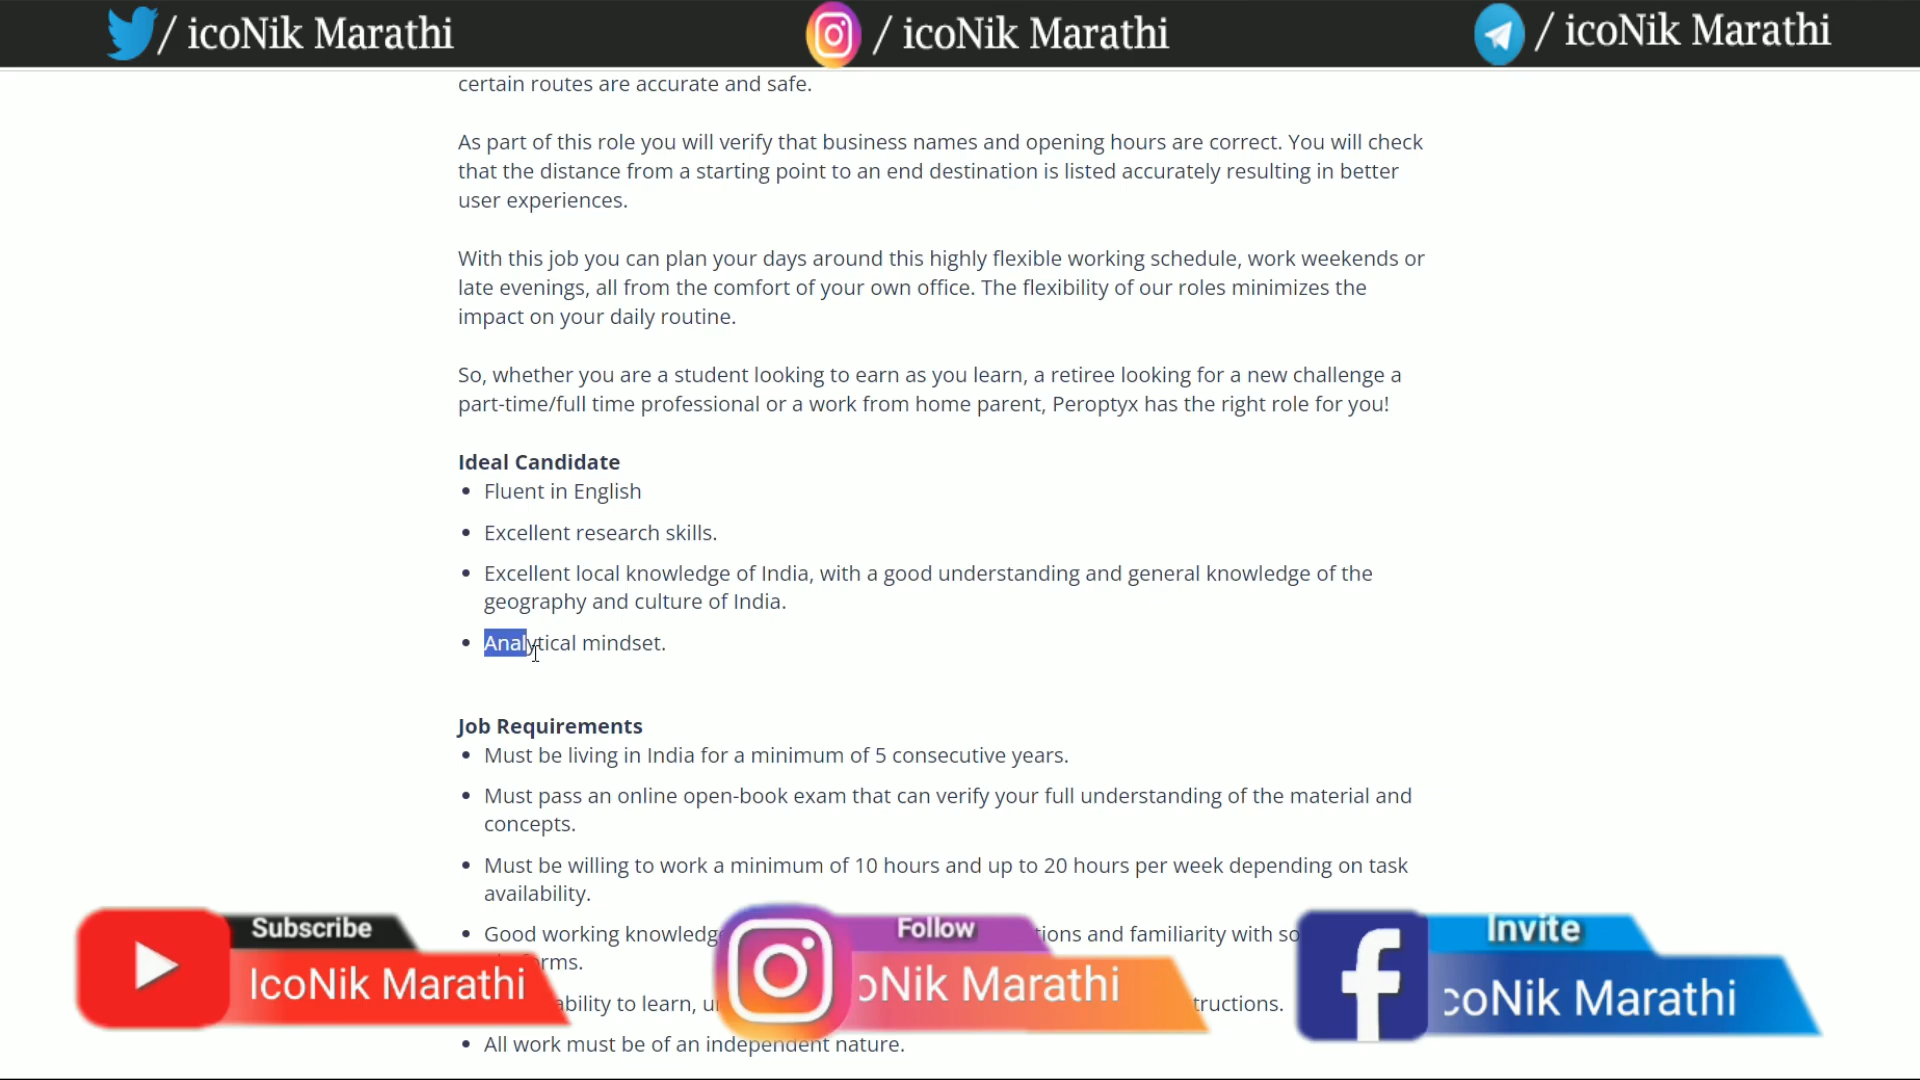 / icoNik Marathi
/ icoNik Marathi
/ icoNik Marathi
certain routes are accurate and safe.
As part of this role you will verify that business names and opening hours are correct. You will check
that the distance from a starting point to an end destination is listed accurately resulting in better
user experiences.
With this job you can plan your days around this highly flexible working schedule, work weekends or
late evenings, all from the comfort of your own office. The flexibility of our roles minimizes the
impact on your daily routine.
So, whether you are a student looking to earn as you learn, a retiree looking for a new challenge a
part-time/full time professional or a work from home parent, Peroptyx has the right role for you!
Ideal Candidate
• Fluent in English
• Excellent research skills.
• Excellent local knowledge of India, with a good understanding and general knowledge of the
geography and culture of India.
• Analytical mindset.
Job Requirements
• Must be living in India for a minimum of 5 consecutive years.
• Must pass an online open-book exam that can verify your full understanding of the material and
concepts.
• Must be willing to work a minimum of 10 hours and up to 20 hours per week depending on task
availability.
• Good working knowledg and familiarity with so
ability to learn,
• All work must be of an independent nature.
Subscribe
IcoNik Marathi
Follow
oNik Marathi
Invite
coNik Marathi